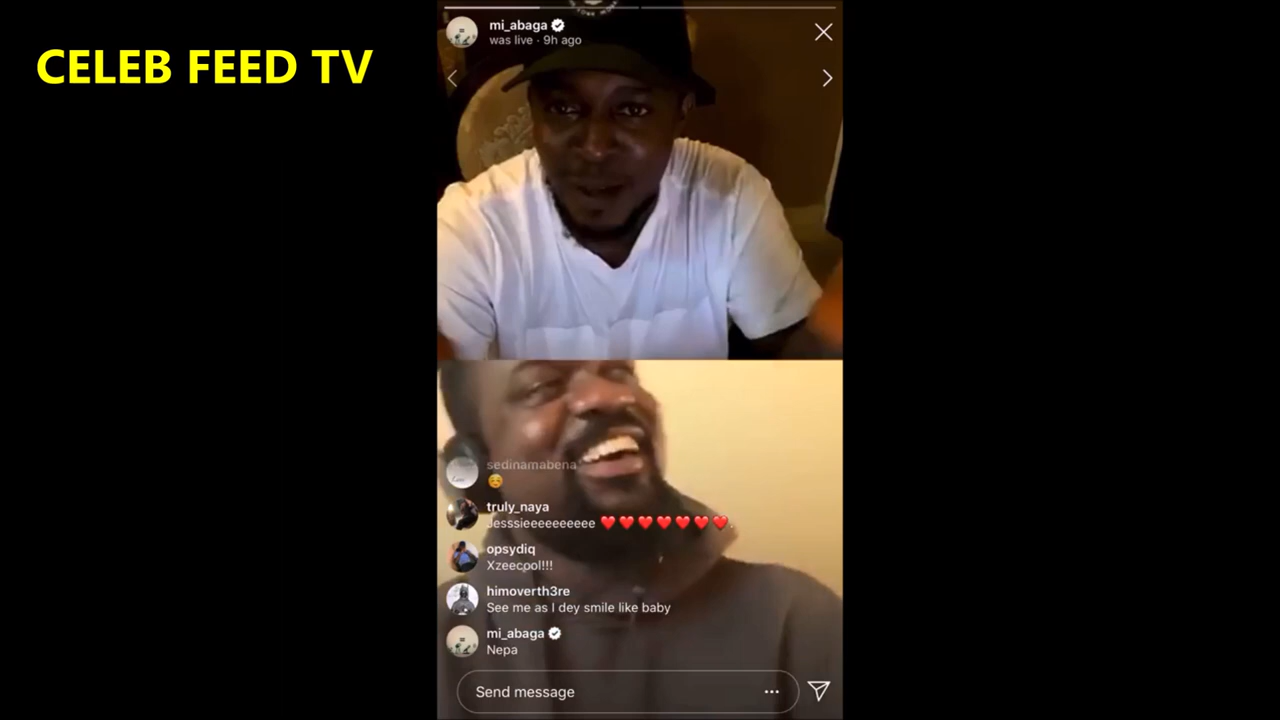 CELEB FEED TV
mi_abaga
was live · 9h ago
sedinamabena
☺️
truly_naya
Jesssieeeeeeeeee ❤️❤️❤️❤️❤️❤️❤️.
opsydiq
Xzeecpol!!!
himoverth3re
See me as I dey smile like baby
mi_abaga
Nepa
Send message